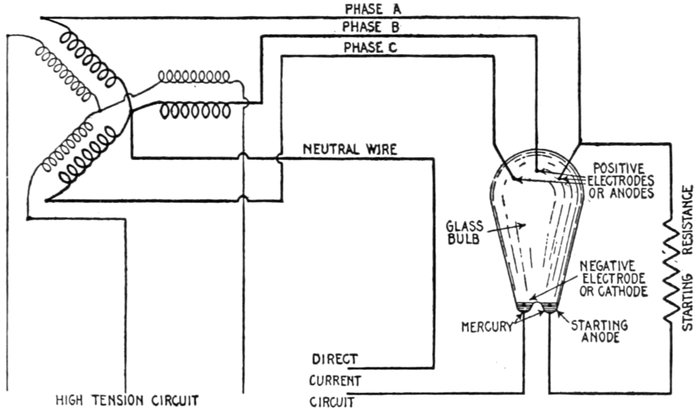 PHASE A
PHASE B
PHASE C
NEUTRAL WIRE
POSITIVE
ELECTRODES
OR ANODES
GLASS
BULB
NEGATIVE
ELECTRODE
OR CATHODE
STARTING RESISTANCE
MERCURY
STARTING
ANODE
DIRECT
CURRENT
CIRCUIT
HIGH TENSION CIRCUIT